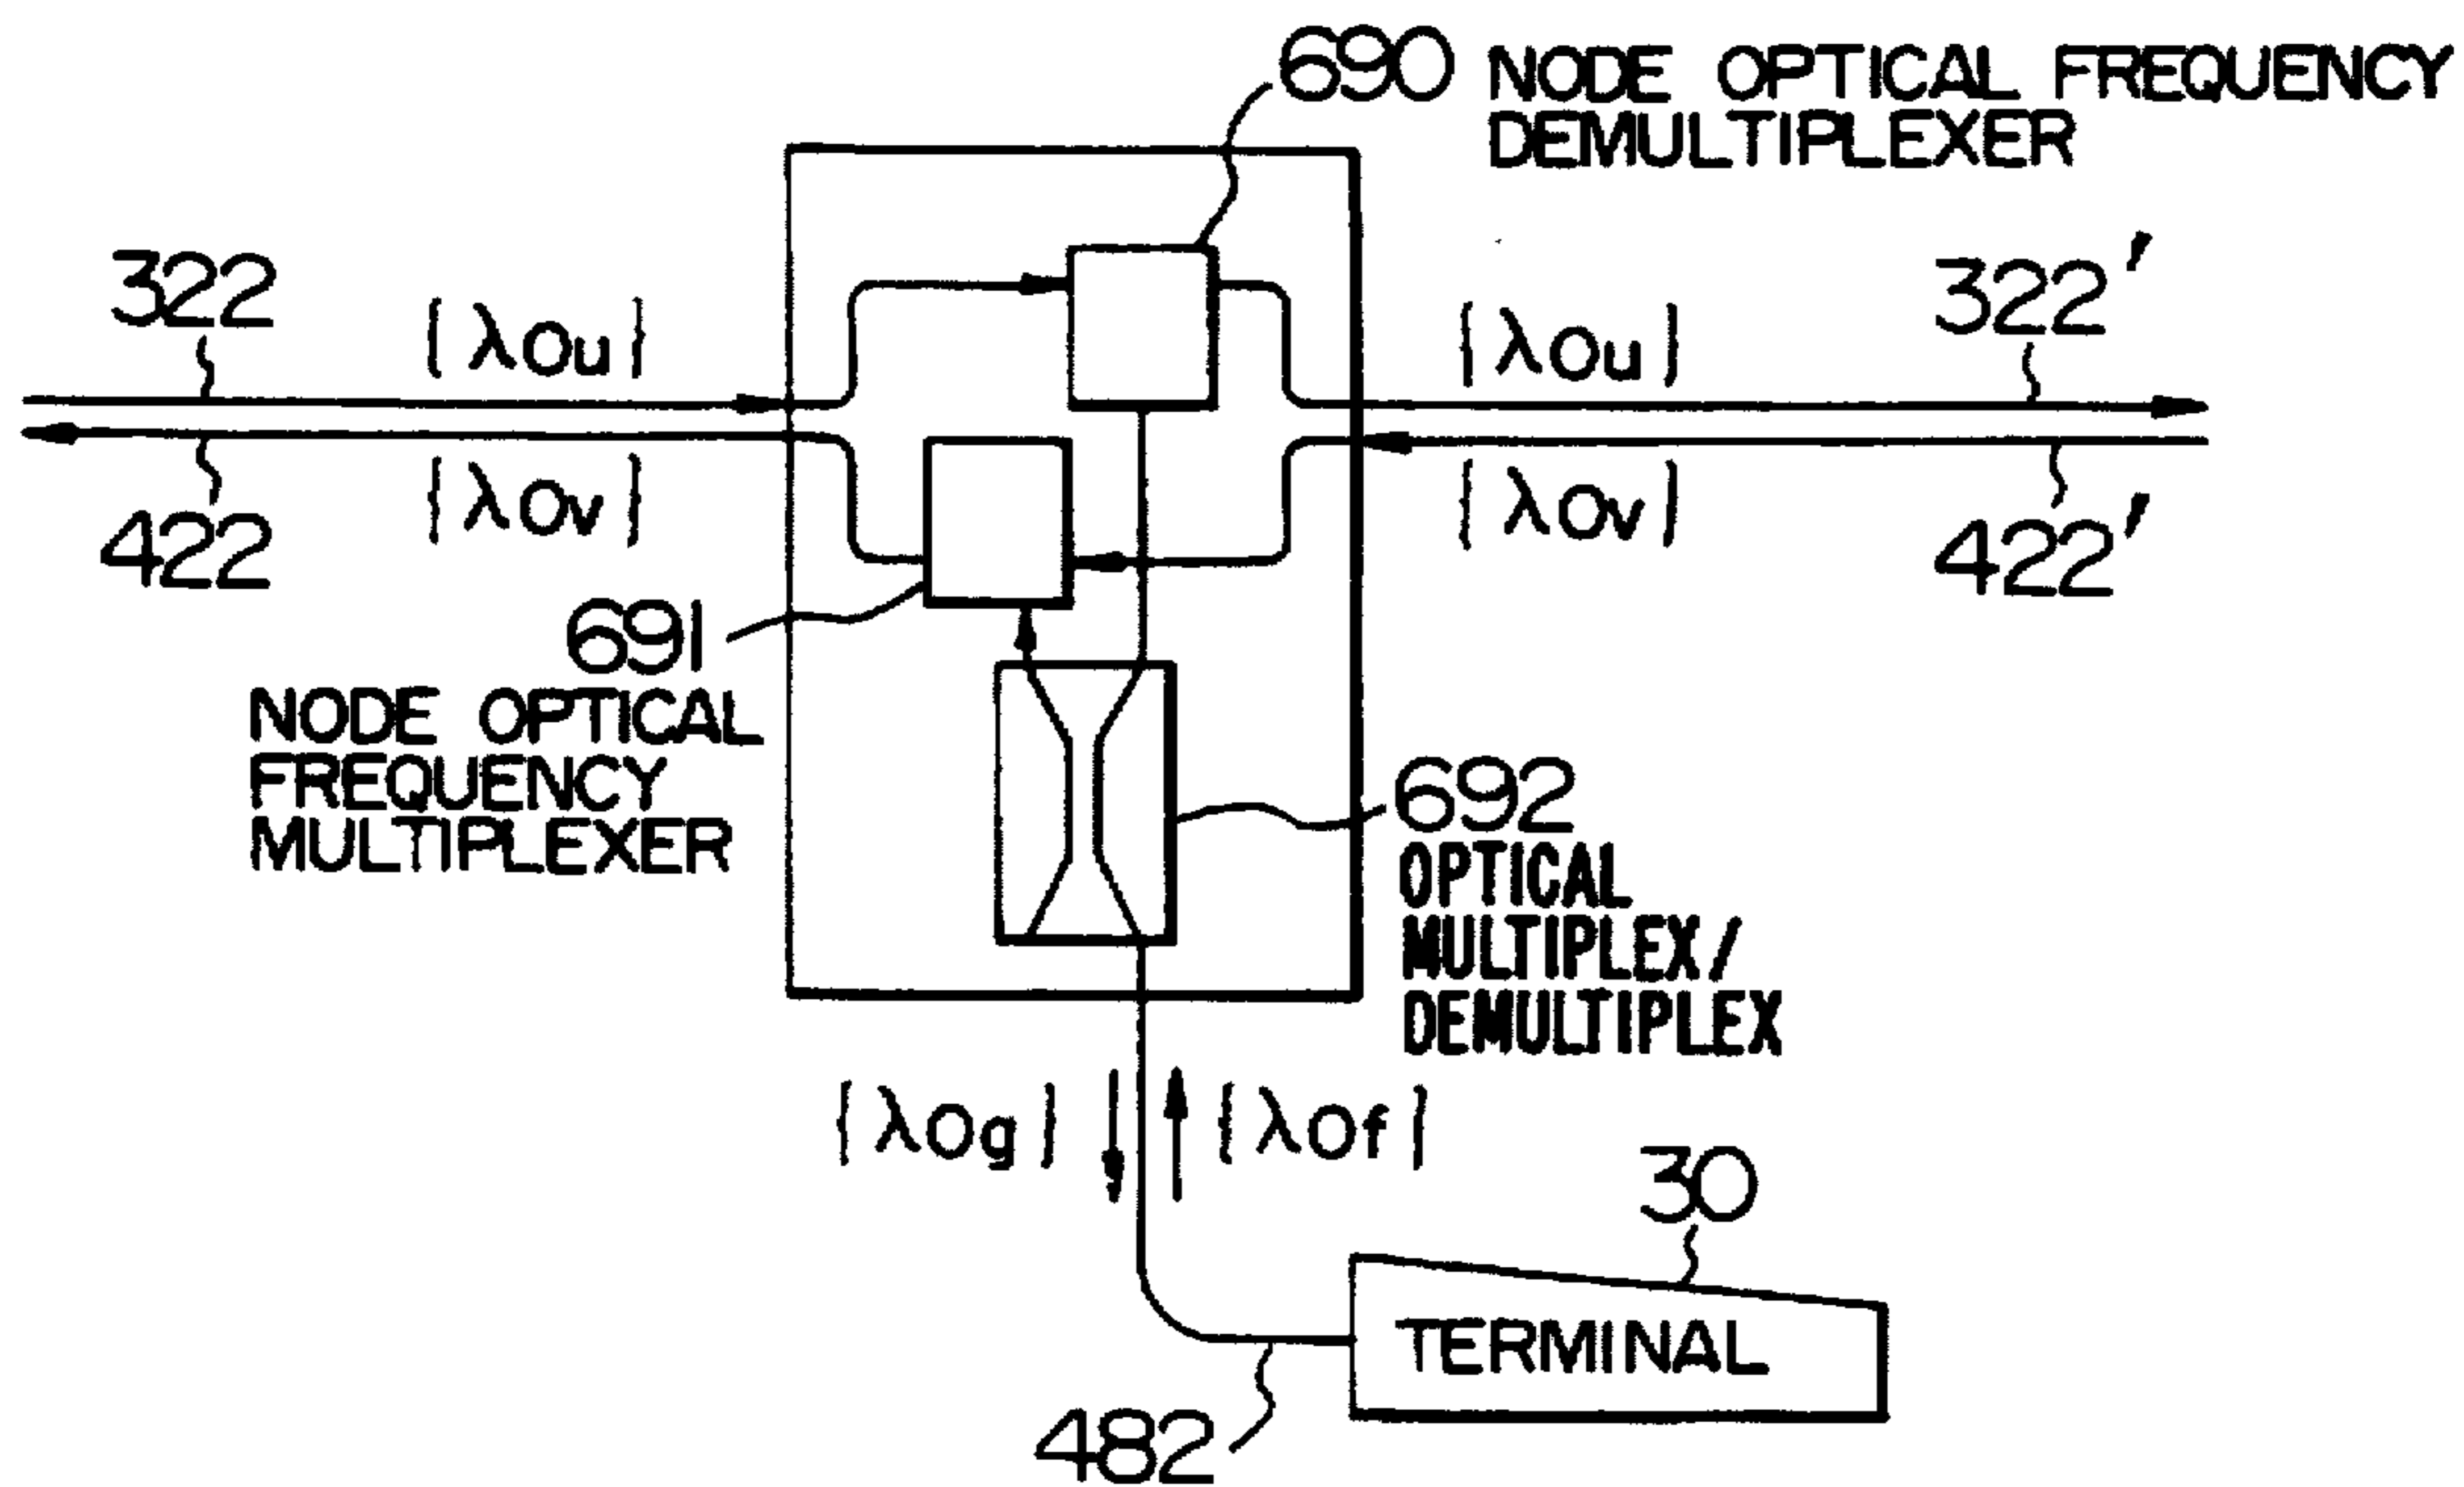 690 NODE OPTICAL FREQUENCY
DEMULTIPLEXER
322
{λOu}
{λOu}
322'
422
{λOv}
{λOv}
422'
691
NODE OPTICAL
FREQUENCY
MULTIPLEXER
692
OPTICAL
MULTIPLEX/
DEMULTIPLEX
{λOg}
{λOf}
30
TERMINAL
482